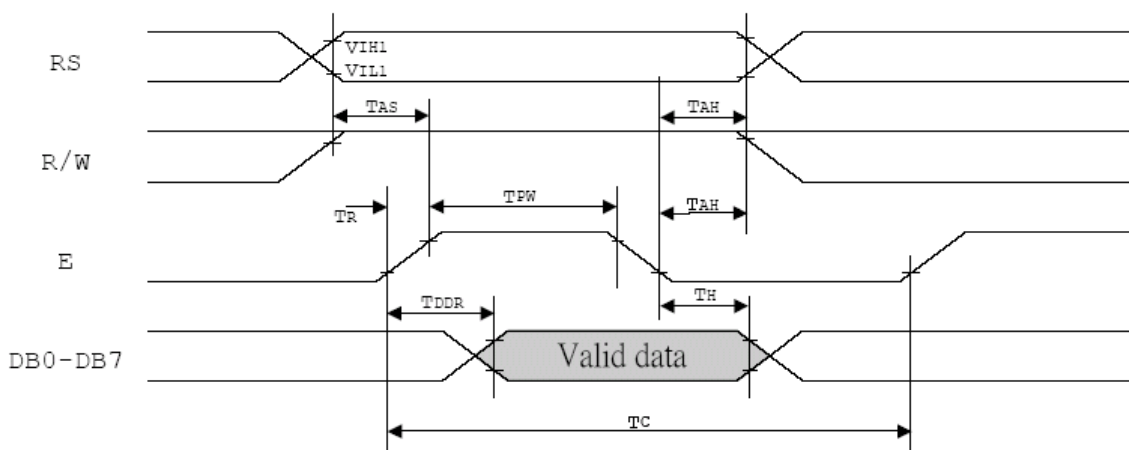 RS
VIH1
VIL1
TAS
TAH
R/W
TR
TPW
TAH
E
TDDR
TH
DB0-DB7
Valid data
TC